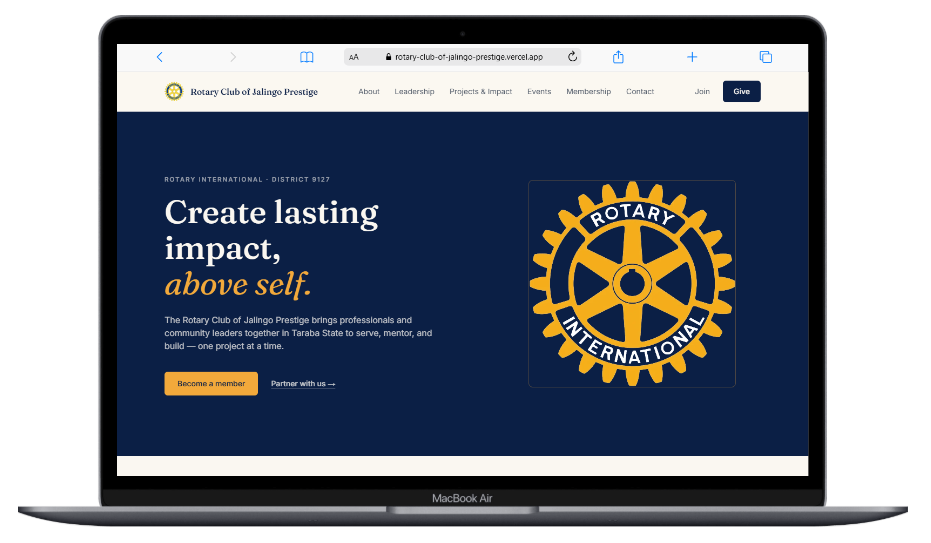 AA rotary-club-of-jalingo-prestige.vercel.app
Rotary Club of Jalingo Prestige About Leadership Projects & Impact Events Membership Contact Join Give
ROTARY INTERNATIONAL · DISTRICT 9127
Create lasting
impact,
above self.
The Rotary Club of Jalingo Prestige brings professionals and
community leaders together in Taraba State to serve, mentor, and
build — one project at a time.
Become a member Partner with us →
ROTARY
INTERNATIONAL
MacBook Air